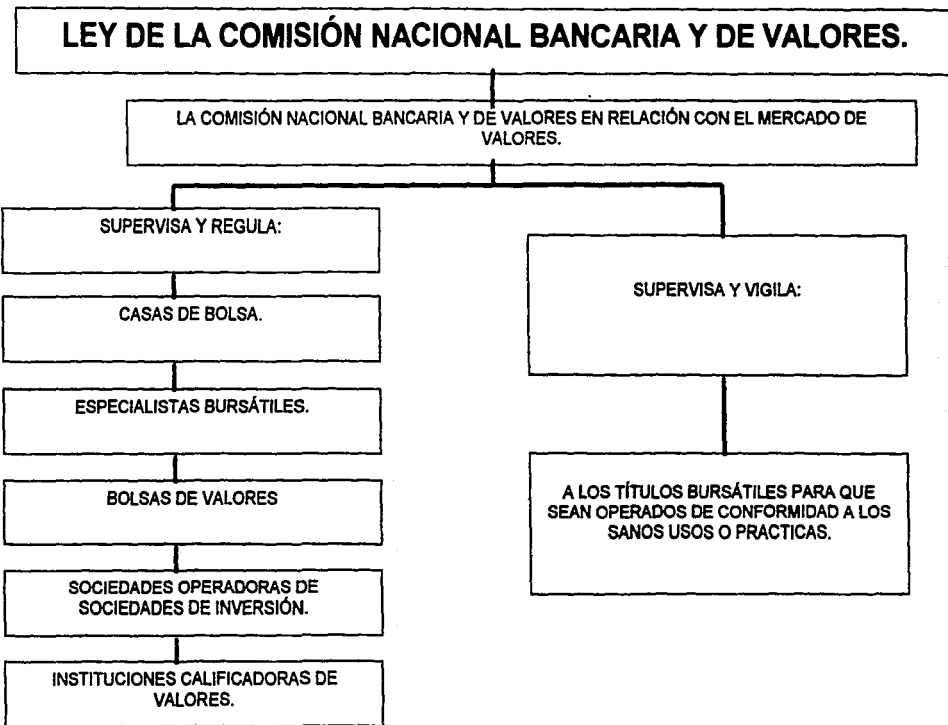 LEY DE LA COMISIÓN NACIONAL BANCARIA Y DE VALORES.
LA COMISIÓN NACIONAL BANCARIA Y DE VALORES EN RELACIÓN CON EL MERCADO DE
VALORES.
SUPERVISA Y REGULA:
CASAS DE BOLSA.
ESPECIALISTAS BURSÁTILES.
BOLSAS DE VALORES
SOCIEDADES OPERADORAS DE
SOCIEDADES DE INVERSIÓN.
INSTITUCIONES CALIFICADORAS DE
VALORES.
SUPERVISA Y VIGILA:
A LOS TÍTULOS BURSÁTILES PARA QUE
SEAN OPERADOS DE CONFORMIDAD A LOS
SANOS USOS O PRACTICAS.